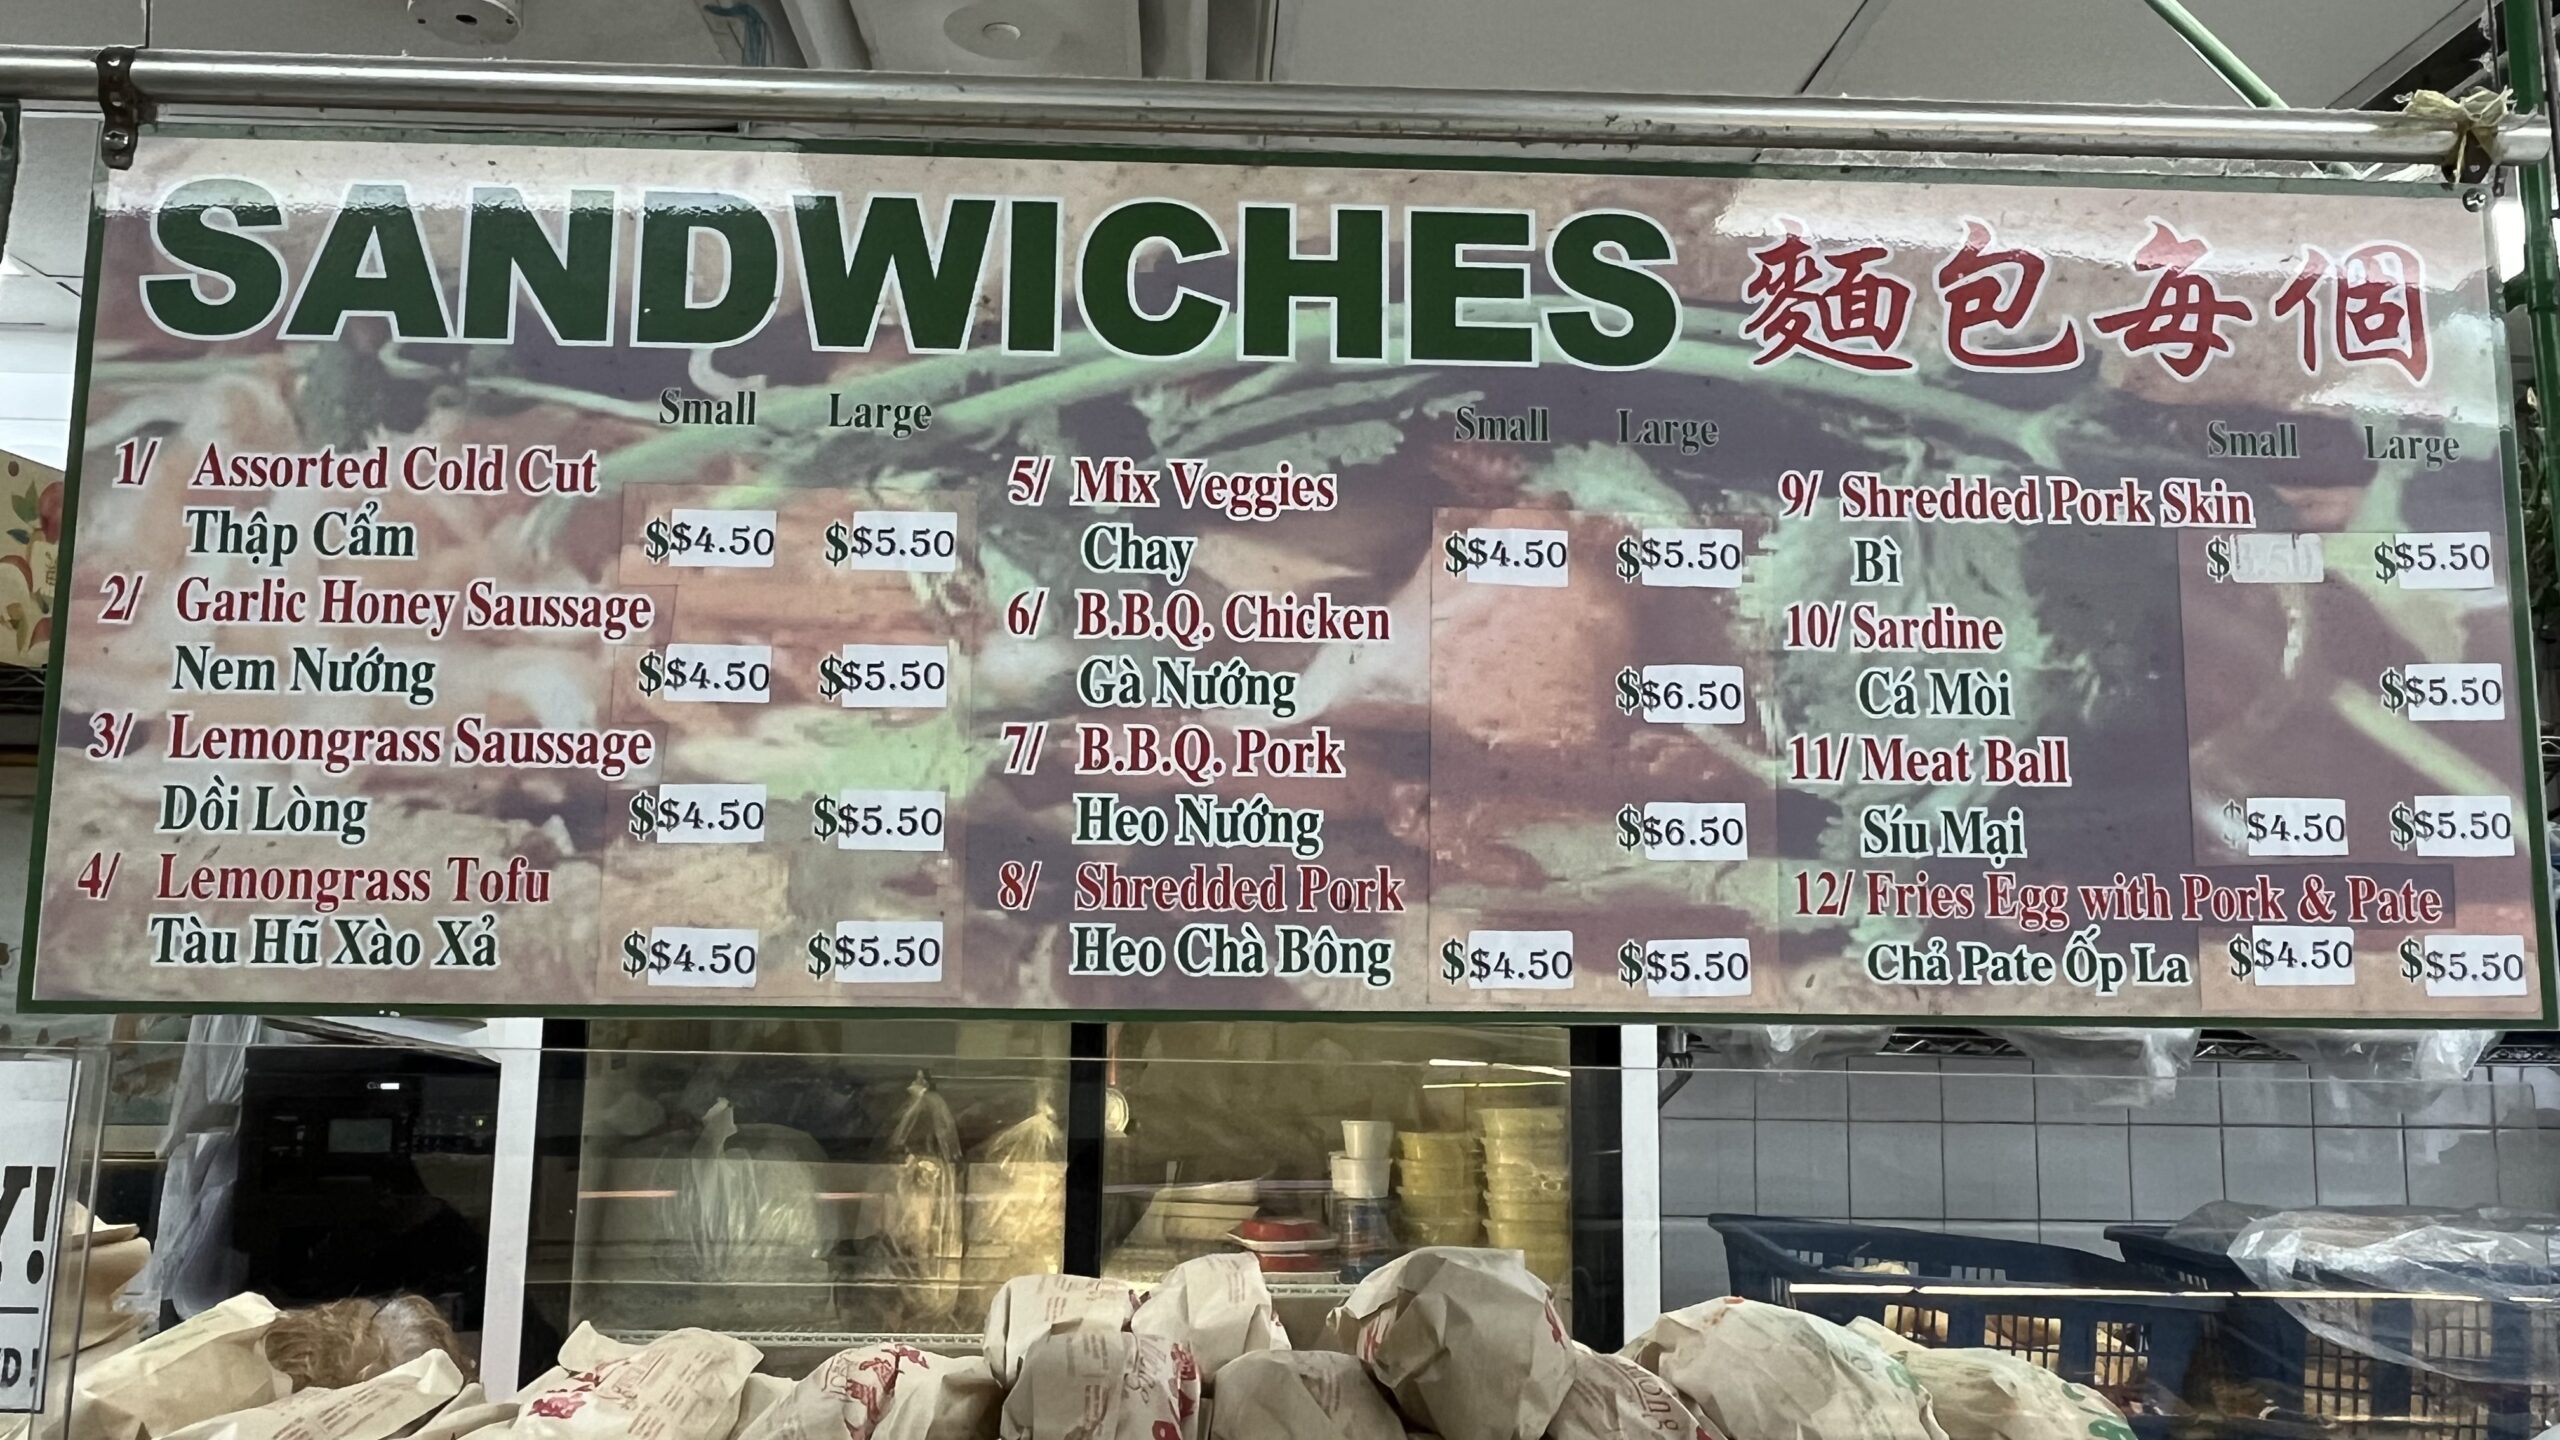 SANDWICHES 麵包每個
Small Large
1/ Assorted Cold Cut
Thập Cẩm $$4.50 $$5.50
2/ Garlic Honey Saussage
Nem Nướng $$4.50 $$5.50
3/ Lemongrass Saussage
Dồi Lòng $$4.50 $$5.50
4/ Lemongrass Tofu
Tàu Hũ Xào Xả $$4.50 $$5.50
Small Large
5/ Mix Veggies
Chay $$4.50 $$5.50
6/ B.B.Q. Chicken
Gà Nướng $$6.50
7/ B.B.Q. Pork
Heo Nướng $$6.50
8/ Shredded Pork
Heo Chà Bông $$4.50 $$5.50
Small Large
9/ Shredded Pork Skin
Bì $ $$5.50
10/ Sardine
Cá Mòi $$5.50
11/ Meat Ball
Síu Mại $$4.50 $$5.50
12/ Fries Egg with Pork & Pate
Chả Pate Ốp La $$4.50 $$5.50